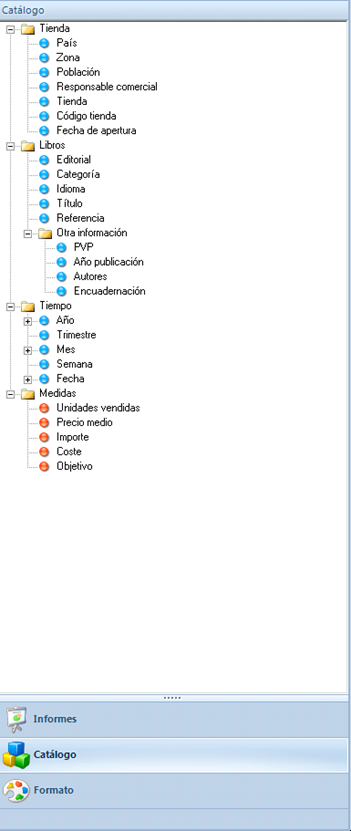 Catálogo
Tienda
País
Zona
Población
Responsable comercial
Tienda
Código tienda
Fecha de apertura
Libros
Editorial
Categoría
Idioma
Título
Referencia
Otra información
PVP
Año publicación
Autores
Encuadernación
Tiempo
Año
Trimestre
Mes
Semana
Fecha
Medidas
Unidades vendidas
Precio medio
Importe
Coste
Objetivo
Informes
Catálogo
Formato